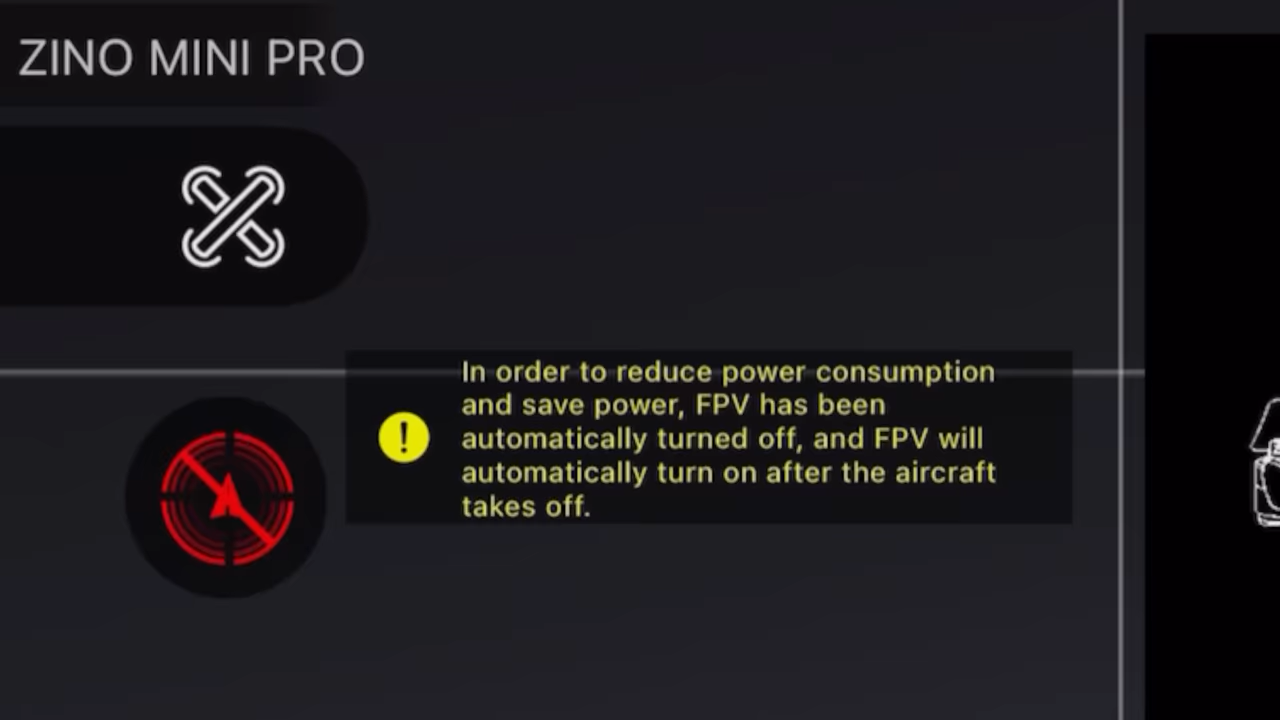 ZINO MINI PRO
In order to reduce power consumption
and save power, FPV has been
automatically turned off, and FPV will
automatically turn on after the aircraft
takes off.